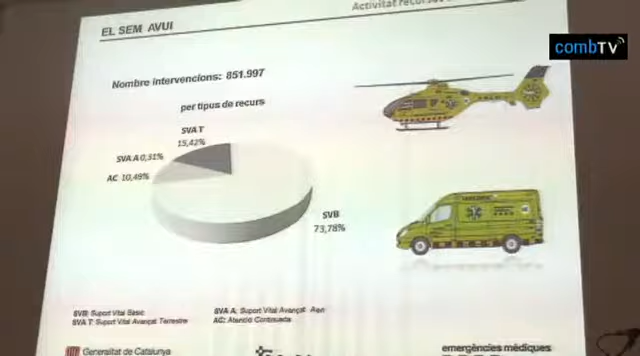 EL SEM AVUI
Activitat
combTV
Nombre intervencions: 851.997
per tipus de recurs
SVA T
15,42%
SVA A 0,31%
AC 10,49%
SVB
73,78%
SVB: Suport Vital Bàsic
SVA T: Suport Vital Avançat Terrestre
SVA A: Suport Vital Avançat Aeri
AC: Atenció Continuada
Generalitat de Catalunya
emergències mèdiques